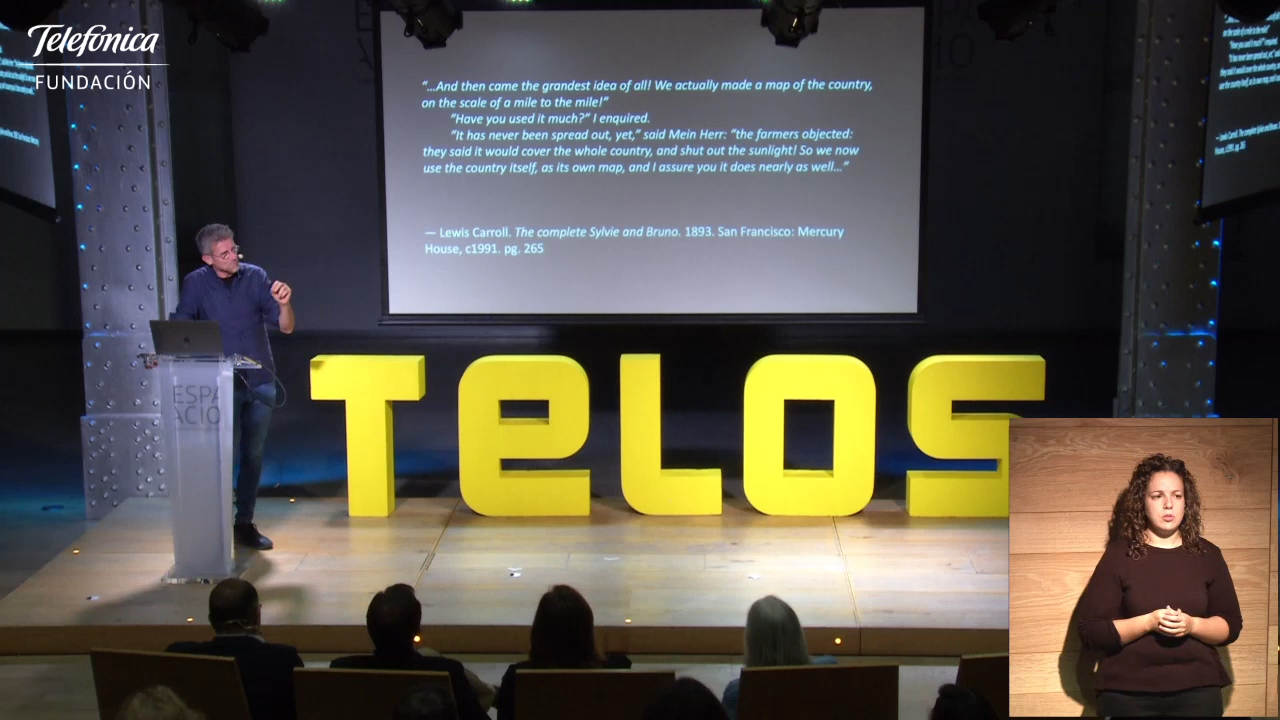 Telefónica
FUNDACIÓN
“...And then came the grandest idea of all! We actually made a map of the country,
on the scale of a mile to the mile!”
“Have you used it much?” I enquired.
“It has never been spread out, yet,” said Mein Herr: “the farmers objected:
they said it would cover the whole country, and shut out the sunlight! So we now
use the country itself, as its own map, and I assure you it does nearly as well...”
— Lewis Carroll. The complete Sylvie and Bruno. 1893. San Francisco: Mercury
House, c1991. pg. 265
ESPA
ACIO
TELOS